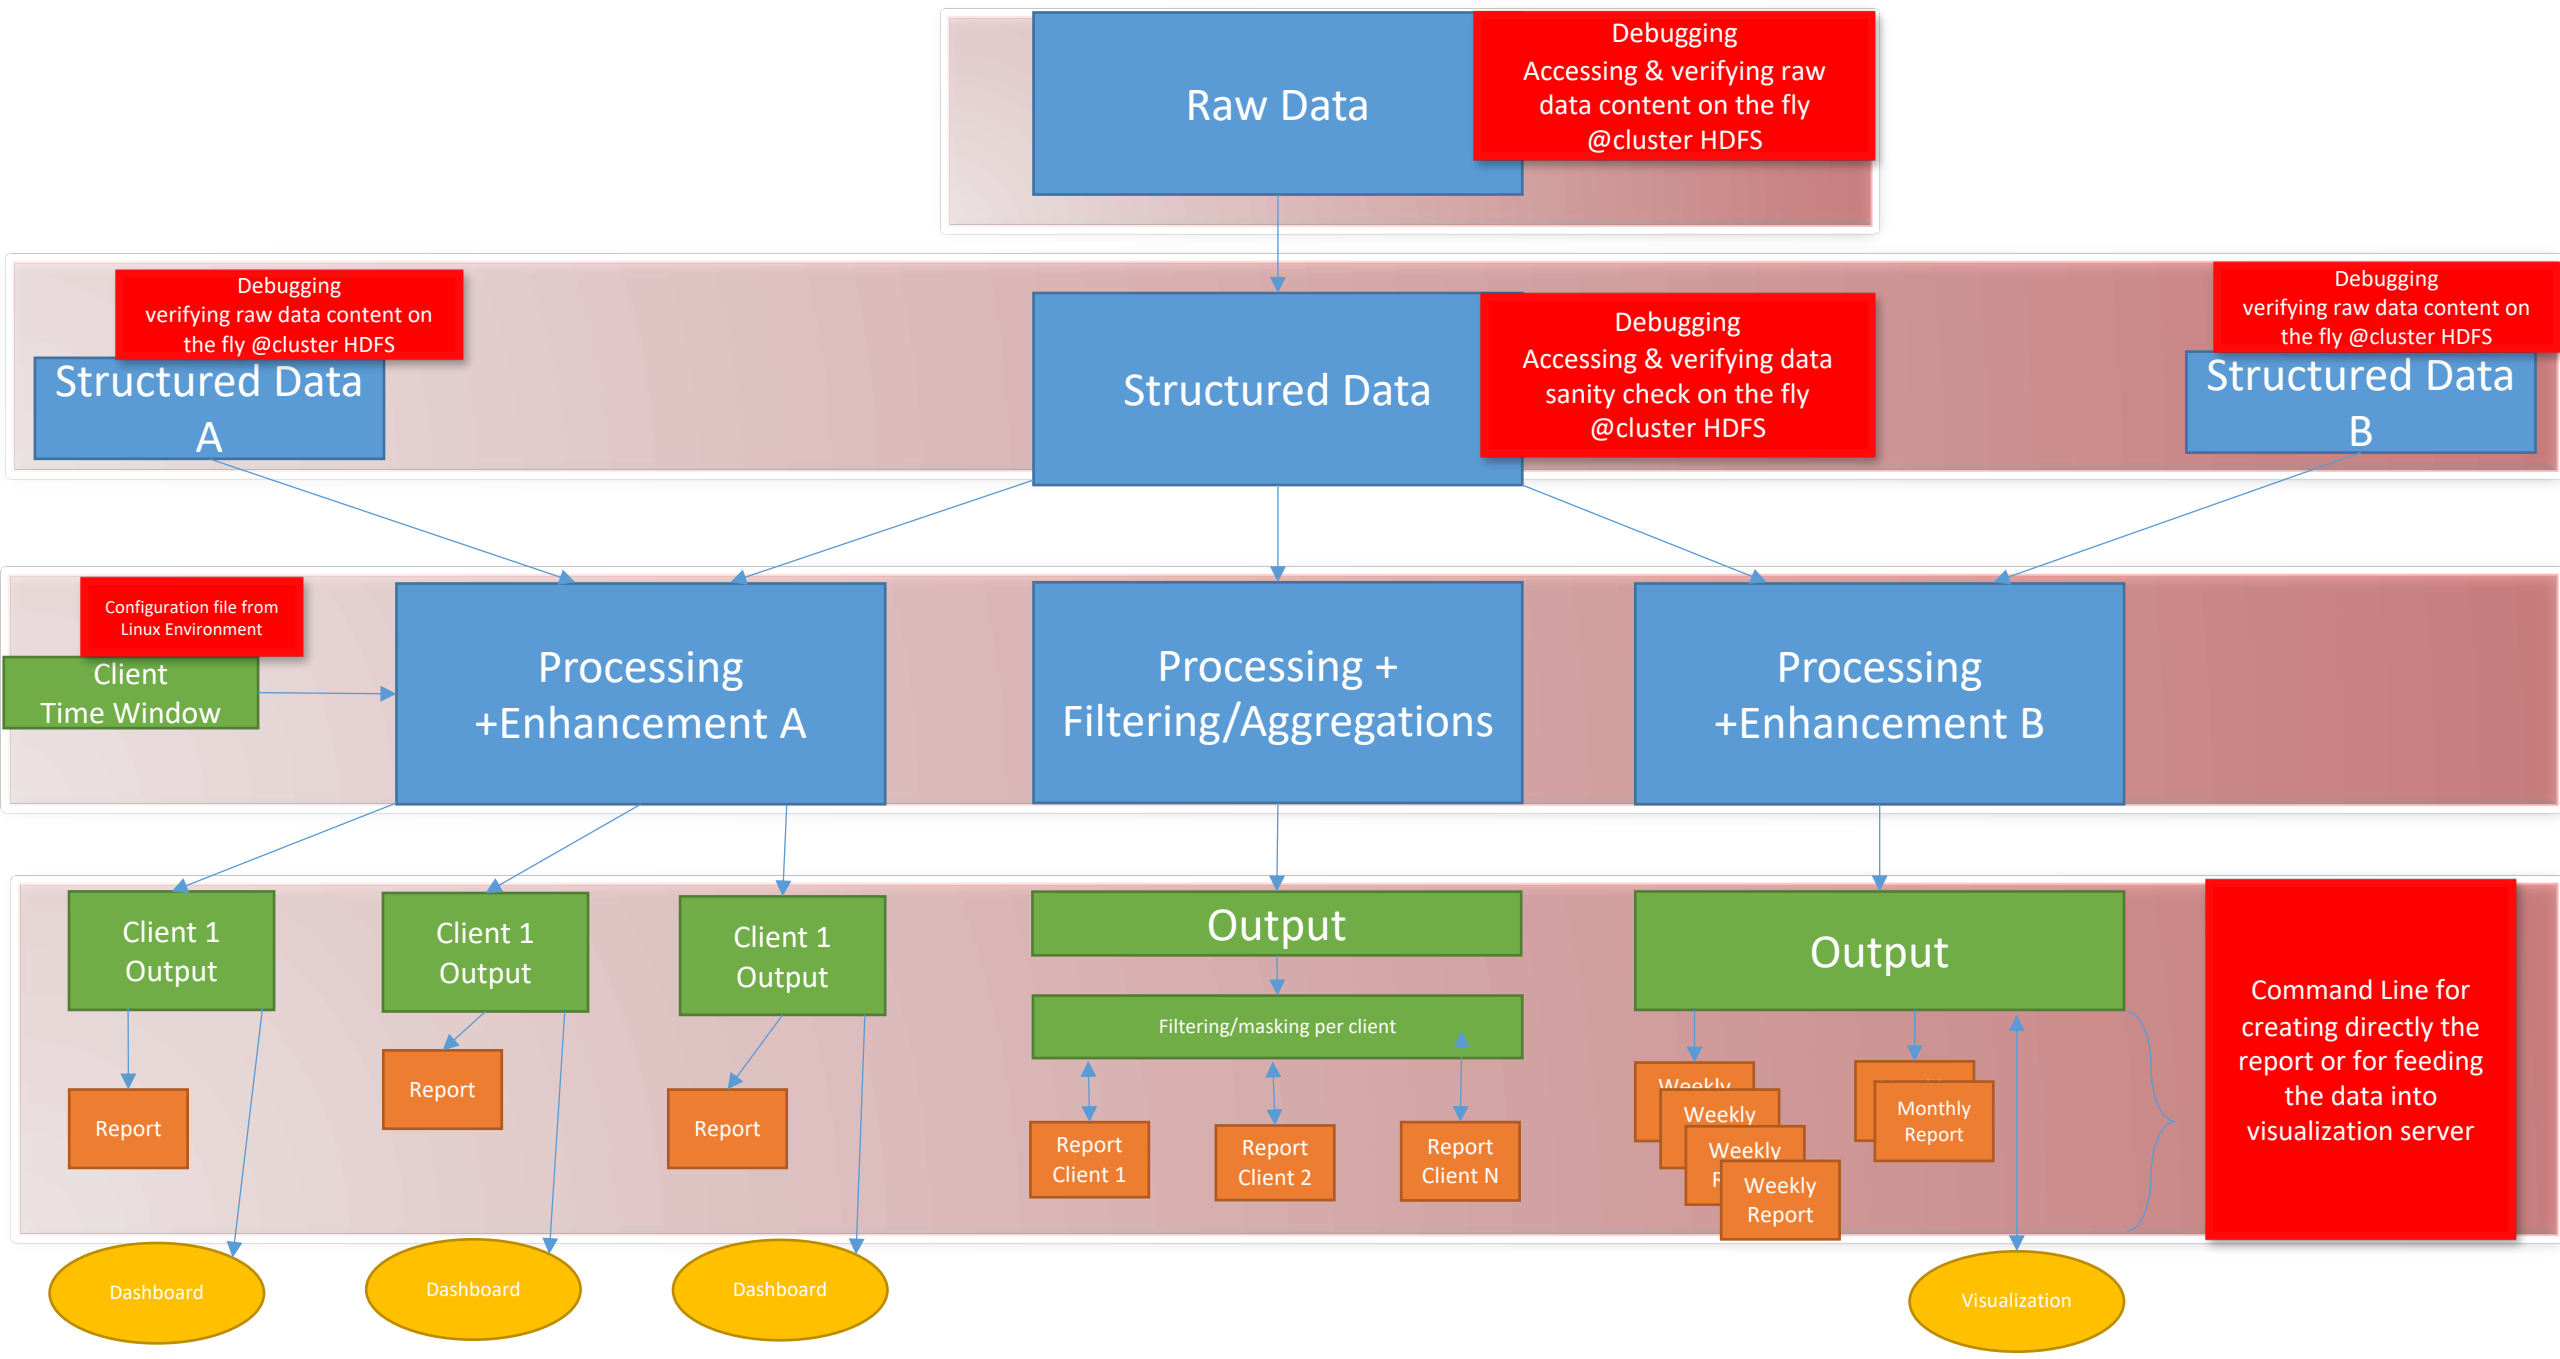 Raw Data
Debugging
Accessing & verifying raw
data content on the fly
@cluster HDFS
Debugging
verifying raw data content on
the fly @cluster HDFS
Structured Data
A
Structured Data
Debugging
Accessing & verifying data
sanity check on the fly
@cluster HDFS
Debugging
verifying raw data content on
the fly @cluster HDFS
Structured Data
B
Configuration file from
Linux Environment
Client
Time Window
Processing
+Enhancement A
Processing +
Filtering/Aggregations
Processing
+Enhancement B
Client 1
Output
Client 1
Output
Client 1
Output
Output
Filtering/masking per client
Output
Command Line for
creating directly the
report or for feeding
the data into
visualization server
Report
Report
Report
Report
Client 1
Report
Client 2
Report
Client N
Weekly
Weekly
Weekly
Weekly
Report
Monthly
Report
Dashboard
Dashboard
Dashboard
Visualization